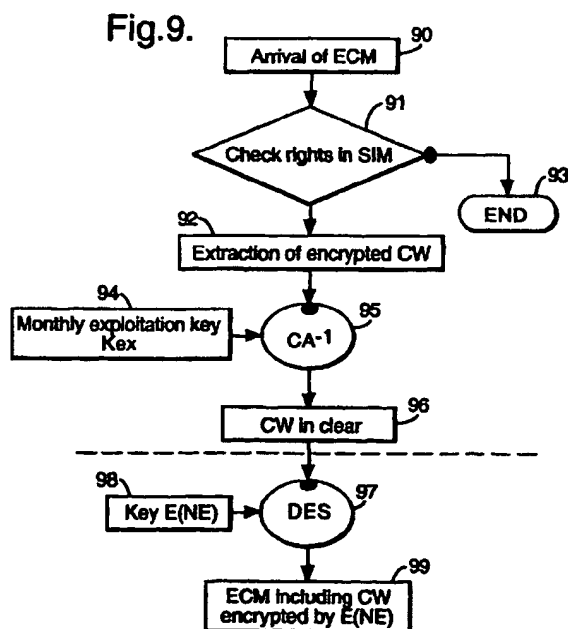 Fig.9.
90
Arrival of ECM
91
Check rights in SIM
93
END
92
Extraction of encrypted CW
94
Monthly exploitation key
Kex
95
CA-1
96
CW in clear
98
Key E(NE)
97
DES
99
ECM including CW
encrypted by E(NE)